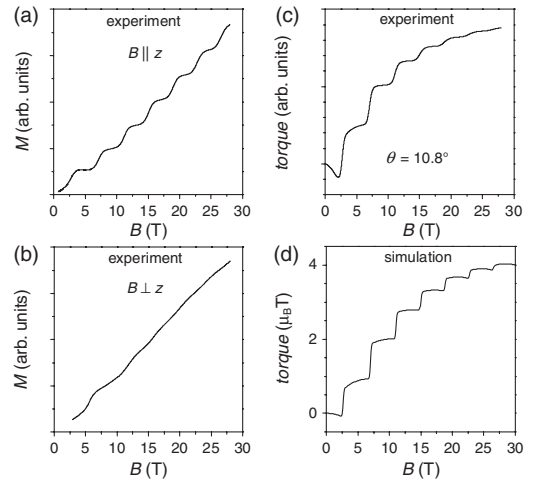 (a)
experiment
B || z
M (arb. units)
0 5 10 15 20 25 30
B (T)
(c)
experiment
θ = 10.8°
torque (arb. units)
0 5 10 15 20 25 30
B (T)
(b)
experiment
B ⊥ z
M (arb. units)
0 5 10 15 20 25 30
B (T)
(d)
simulation
4
2
0
torque (μBT)
0 5 10 15 20 25 30
B (T)